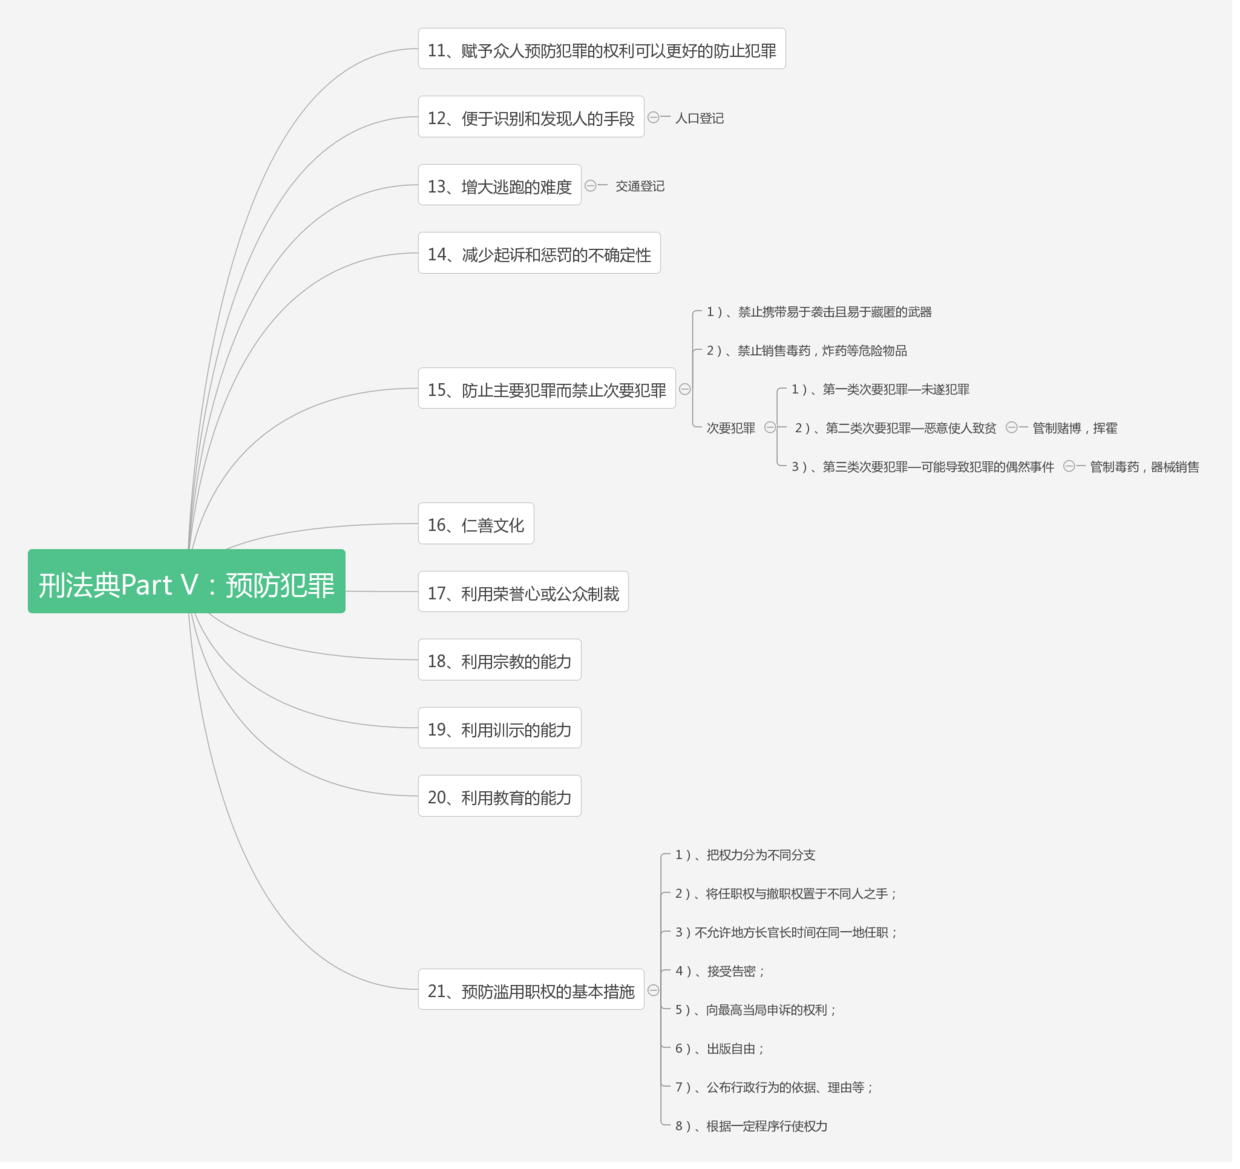 11、赋予众人预防犯罪的权利可以更好的防止犯罪
12、便于识别和发现人的手段
人口登记
13、增大逃跑的难度
交通登记
14、减少起诉和惩罚的不确定性
1）、禁止携带易于袭击且易于藏匿的武器
2）、禁止销售毒药，炸药等危险物品
15、防止主要犯罪而禁止次要犯罪
1）、第一类次要犯罪—未遂犯罪
次要犯罪
2）、第二类次要犯罪—恶意使人致贫
管制赌博，挥霍
3）、第三类次要犯罪—可能导致犯罪的偶然事件
管制毒药，器械销售
16、仁善文化
刑法典Part V：预防犯罪
17、利用荣誉心或公众制裁
18、利用宗教的能力
19、利用训示的能力
20、利用教育的能力
1）、把权力分为不同分支
2）、将任职权与撤职权置于不同人之手；
3）不允许地方长官长时间在同一地任职；
4）、接受告密；
21、预防滥用职权的基本措施
5）、向最高当局申诉的权利；
6）、出版自由；
7）、公布行政行为的依据、理由等；
8）、根据一定程序行使权力